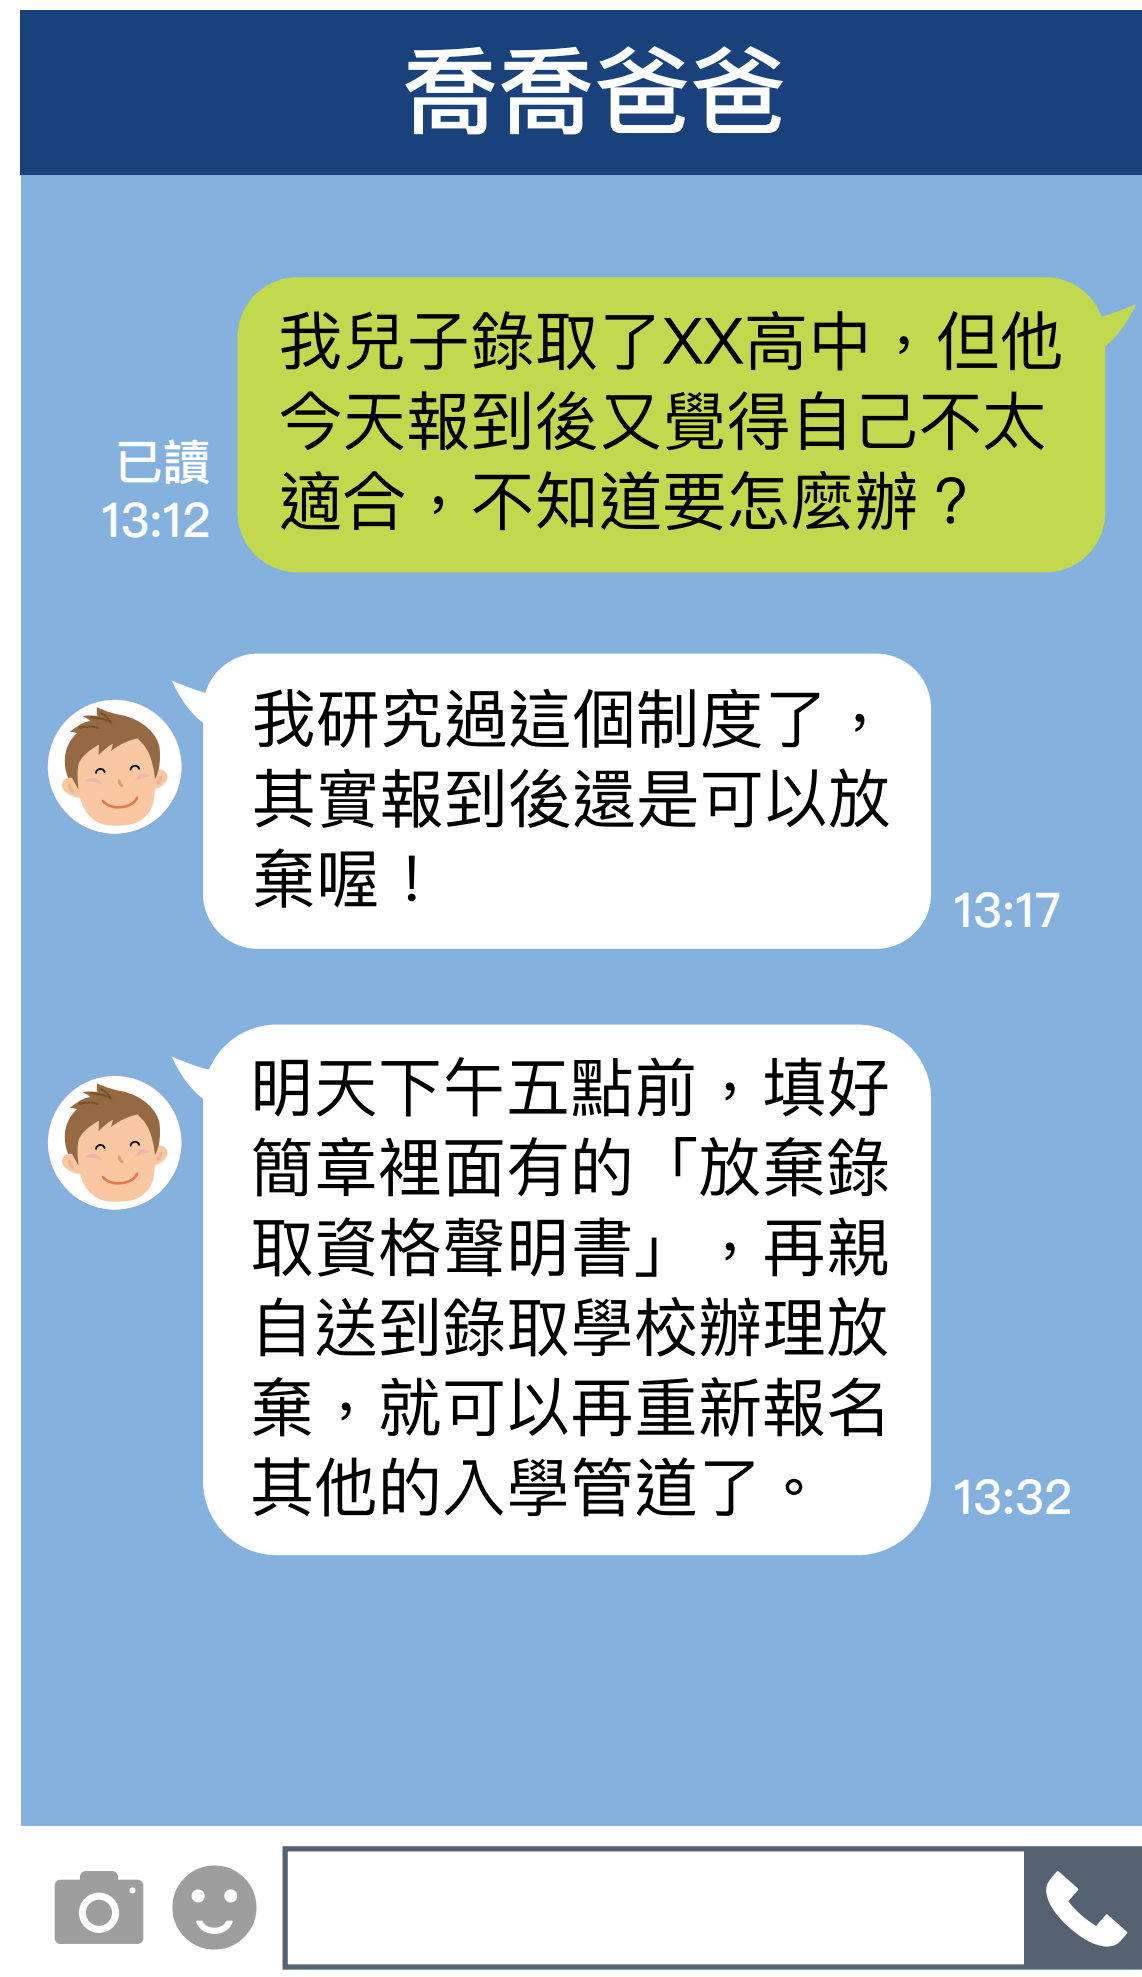 喬喬爸爸
我兒子錄取了XX高中，但他
今天報到後又覺得自己不太
適合，不知道要怎麼辦？
已讀
13:12
我研究過這個制度了，
其實報到後還是可以放
棄喔！
13:17
明天下午五點前，填好
簡章裡面有的「放棄錄
取資格聲明書」，再親
自送到錄取學校辦理放
棄，就可以再重新報名
其他的入學管道了。
13:32